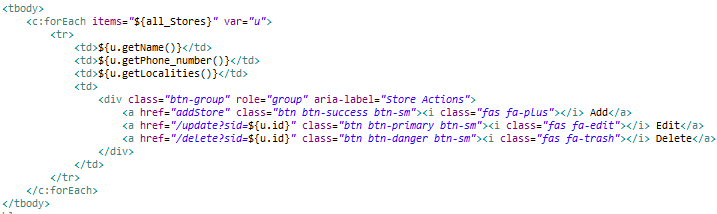 <tbody>
<c:forEach items="${all_Stores}" var="u">
<tr>
<td>${u.getName()}</td>
<td>${u.getPhone_number()}</td>
<td>${u.getLocalities()}</td>
<td>
<div class="btn-group" role="group" aria-label="Store Actions">
<a href="addStore" class="btn btn-success btn-sm"><i class="fas fa-plus"></i> Add</a>
<a href="/update?sid=${u.id}" class="btn btn-primary btn-sm"><i class="fas fa-edit"></i> Edit</a>
<a href="/delete?sid=${u.id}" class="btn btn-danger btn-sm"><i class="fas fa-trash"></i> Delete</a>
</div>
</td>
</tr>
</c:forEach>
</tbody>